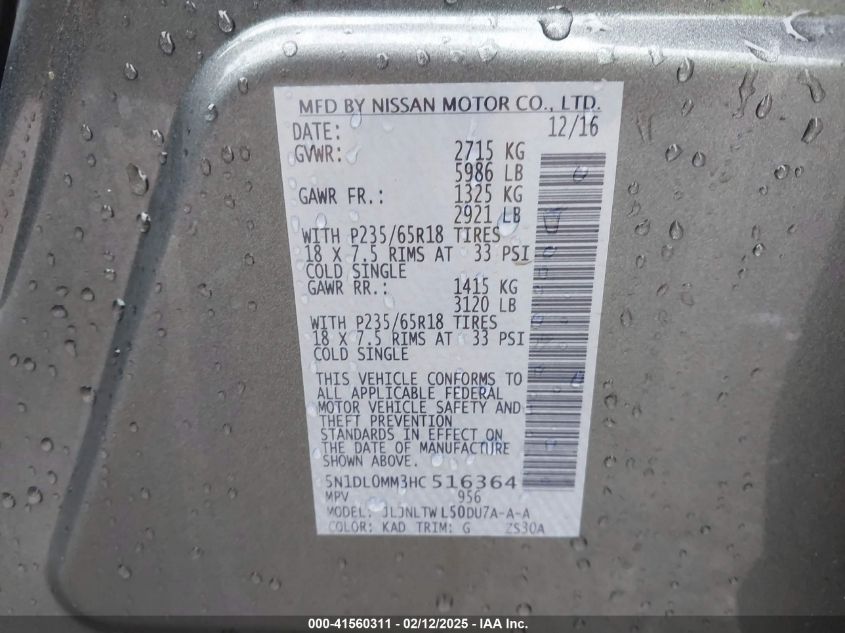 MFD BY NISSAN MOTOR CO., LTD.
DATE: 12/16
GVWR: 2715 KG
5986 LB
GAWR FR.: 1325 KG
2921 LB
WITH P235/65R18 TIRES
18 X 7.5 RIMS AT 33 PSI
COLD SINGLE
GAWR RR.: 1415 KG
3120 LB
WITH P235/65R18 TIRES
18 X 7.5 RIMS AT 33 PSI
COLD SINGLE
THIS VEHICLE CONFORMS TO
ALL APPLICABLE FEDERAL
MOTOR VEHICLE SAFETY AND
THEFT PREVENTION
STANDARDS IN EFFECT ON
THE DATE OF MANUFACTURE
SHOWN ABOVE.
5N1DL0MM3HC 516364
MPV 956
MODEL: JLJNLTWL50DU7A-A-A
COLOR: KAD TRIM: G ZS30A
000-41560311 - 02/12/2025 - IAA Inc.